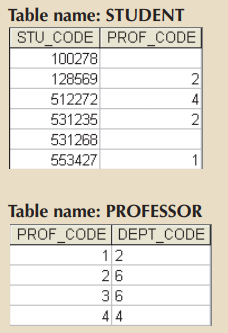 Table name: STUDENT
STU_CODE PROF_CODE
100278
128569 2
512272 4
531235 2
531268
553427 1
Table name: PROFESSOR
PROF_CODE DEPT_CODE
1 2
2 6
3 6
4 4